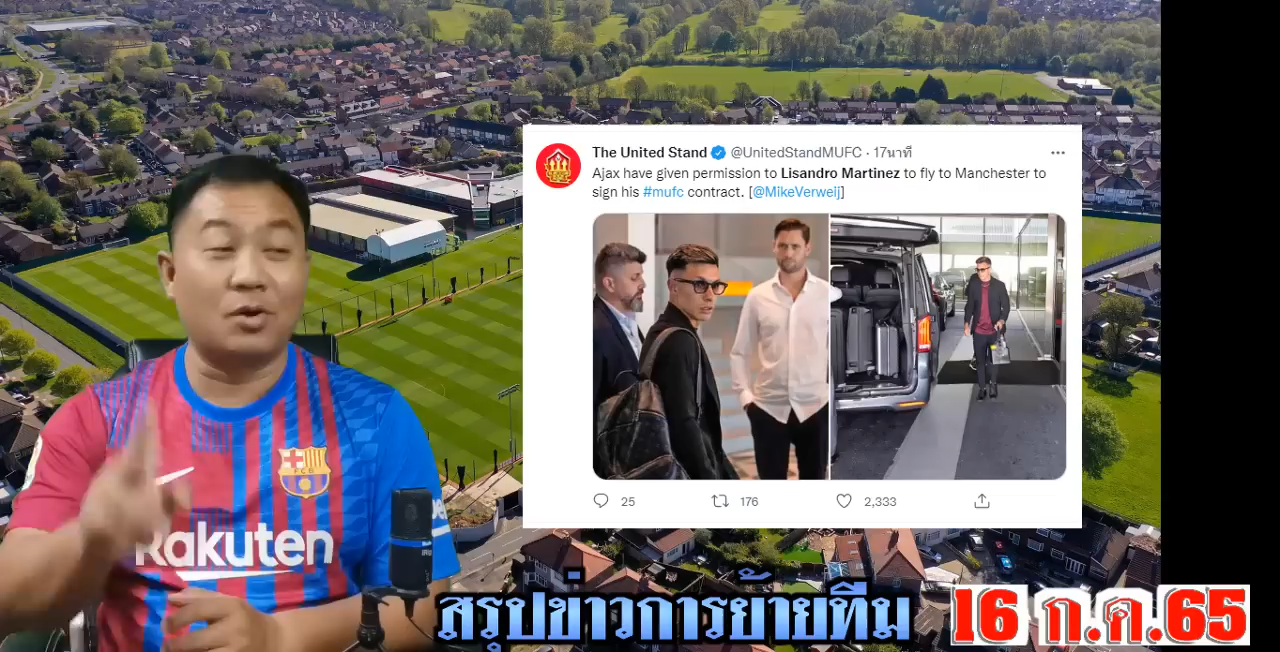 The United Stand @UnitedStandMUFC · 17นาที
Ajax have given permission to Lisandro Martinez to fly to Manchester to
sign his #mufc contract. [@MikeVerweij]
25 176 2,333
FCB
Rakuten
สรุปข่าวการย้ายทีม 16 ก.ค.65